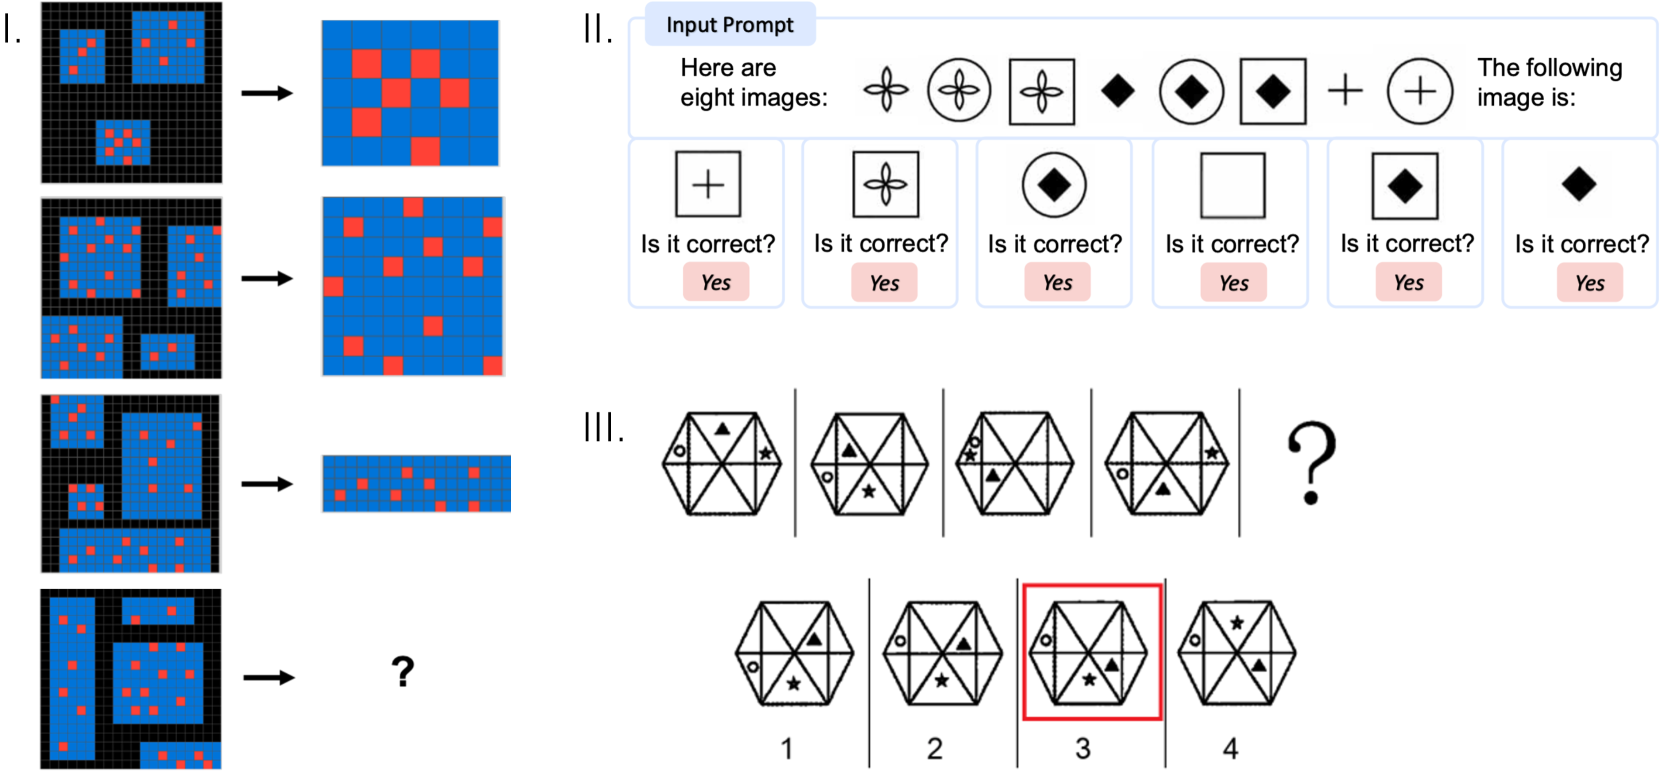 I.
?
II.
Input Prompt
Here are
eight images:
The following
image is:
Is it correct?
Yes
Is it correct?
Yes
Is it correct?
Yes
Is it correct?
Yes
Is it correct?
Yes
Is it correct?
Yes
III.
?
1
2
3
4